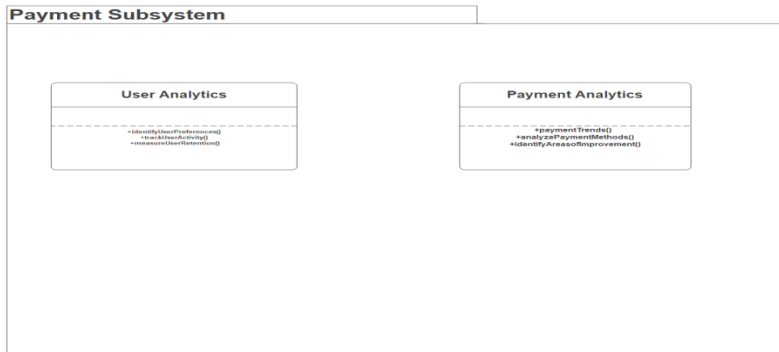 Payment Subsystem
User Analytics
+identifyUserPreferences()
+trackUserActivity()
+measureUserRetention()
Payment Analytics
+paymentTrends()
+analyzePaymentMethods()
+identifyAreasofImprovement()